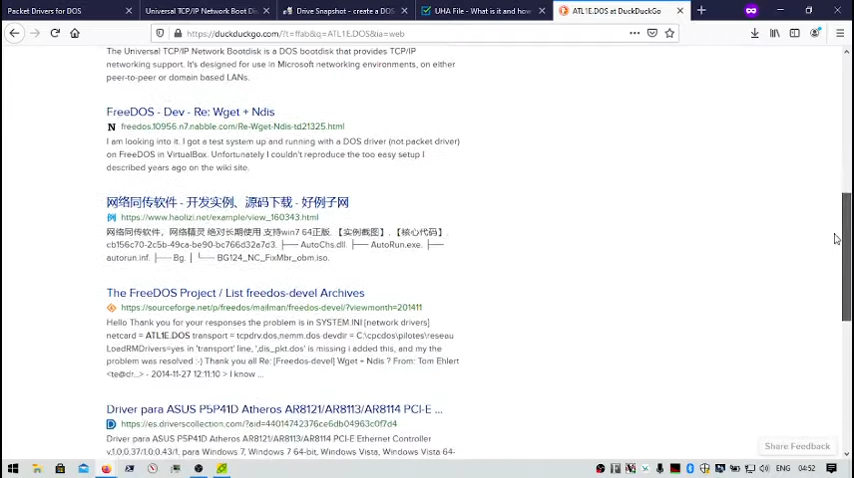 Packet Drivers for DOS
Universal TCP/IP Network Boot Dis
Drive Snapshot - create a DOS
UHA File - What is it and how
ATL1E.DOS at DuckDuckGo
https://duckduckgo.com/?t=ffab&q=ATL1E.DOS&ia=web
The Universal TCP/IP Network Bootdisk is a DOS bootdisk that provides TCP/IP
networking support. It's designed for use in Microsoft networking environments, on either
peer-to-peer or domain based LANs.
FreeDOS - Dev - Re: Wget + Ndis
freedos.10956.n7.nabble.com/Re-Wget-Ndis-td21325.html
I am looking into it. I got a test system up and running with a DOS driver (not packet driver)
on FreeDOS in VirtualBox. Unfortunately I couldn't reproduce the too easy setup I
described years ago on the wiki site.
网络同传软件 - 开发实例、源码下载 - 好例子网
https://www.haolizi.net/example/view_160343.html
网络同传软件，网络精灵 绝对长期使用 支持win7 64正版. 【实例截图】. 【核心代码】.
cb156c70-2c5b-49ca-be90-bc766d32a7d3. ├── AutoChs.dll. ├── AutoRun.exe. ├──
autorun.inf. ├── Bg. │ └── BG124_NC_FixMbr_obm.iso.
The FreeDOS Project / List freedos-devel Archives
https://sourceforge.net/p/freedos/mailman/freedos-devel/?viewmonth=201411
Hello Thank you for your responses the problem is in SYSTEM.INI [network drivers]
netcard = ATL1E.DOS transport = tcpdrv.dos,nemm.dos devdir = C:\cpcdos\pilotes\reseau
LoadRMDrivers=yes in 'transport' line, ',dis_pkt.dos' is missing i added this, and my the
problem was resolved :-) Thank you all Re: [Freedos-devel] Wget + Ndis ? From: Tom Ehlert
<te@dr...> - 2014-11-27 12:11:10 > I know ...
Driver para ASUS P5P41D Atheros AR8121/AR8113/AR8114 PCI-E ...
https://es.driverscollection.com/?aid=44014742376ce6db04963c0f7d4
Driver para ASUS P5P41D Atheros AR8121/AR8113/AR8114 PCI-E Ethernet Controller
v.1.0.0.37/1.0.0.43/1. para Windows 7, Windows 7 64-bit, Windows Vista, Windows Vista 64-
Share Feedback
ENG
04:52